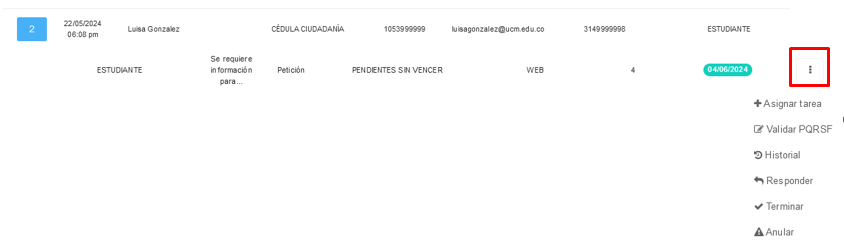 2 22/05/2024 06:08 pm Luisa Gonzalez CÉDULA CIUDADANÍA 1053999999 luisagonzalez@ucm.edu.co 3149999998 ESTUDIANTE
ESTUDIANTE Se requiere información para... Petición PENDIENTES SIN VENCER WEB 4 04/06/2024
Asignar tarea
Validar PQRSF
Historial
Responder
Terminar
Anular